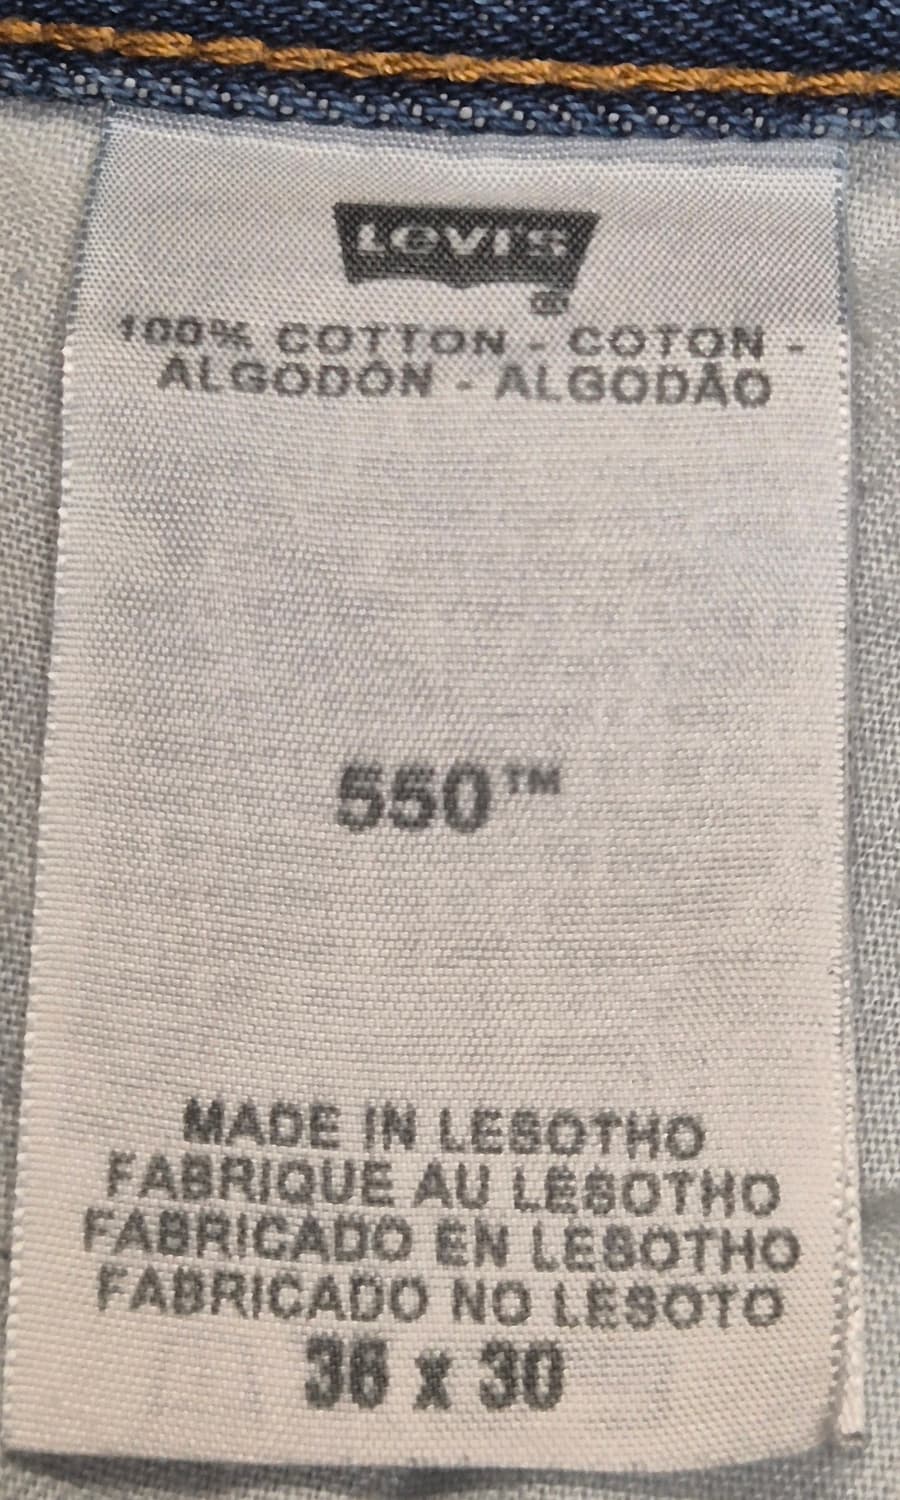 LEVI'S
®
100% COTTON - COTON -
ALGODÓN - ALGODÃO
550™
MADE IN LESOTHO
FABRIQUE AU LESOTHO
FABRICADO EN LESOTHO
FABRICADO NO LESOTO
36 x 30